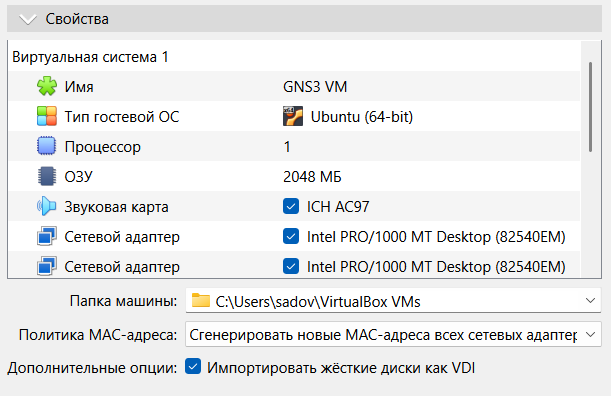 Свойства
Виртуальная система 1
Имя GNS3 VM
Тип гостевой ОС Ubuntu (64-bit)
Процессор 1
ОЗУ 2048 МБ
Звуковая карта ICH AC97
Сетевой адаптер Intel PRO/1000 MT Desktop (82540EM)
Сетевой адаптер Intel PRO/1000 MT Desktop (82540EM)
Папка машины: C:\Users\sadov\VirtualBox VMs
Политика MAC-адреса: Сгенерировать новые MAC-адреса всех сетевых адаптер
Дополнительные опции: Импортировать жёсткие диски как VDI